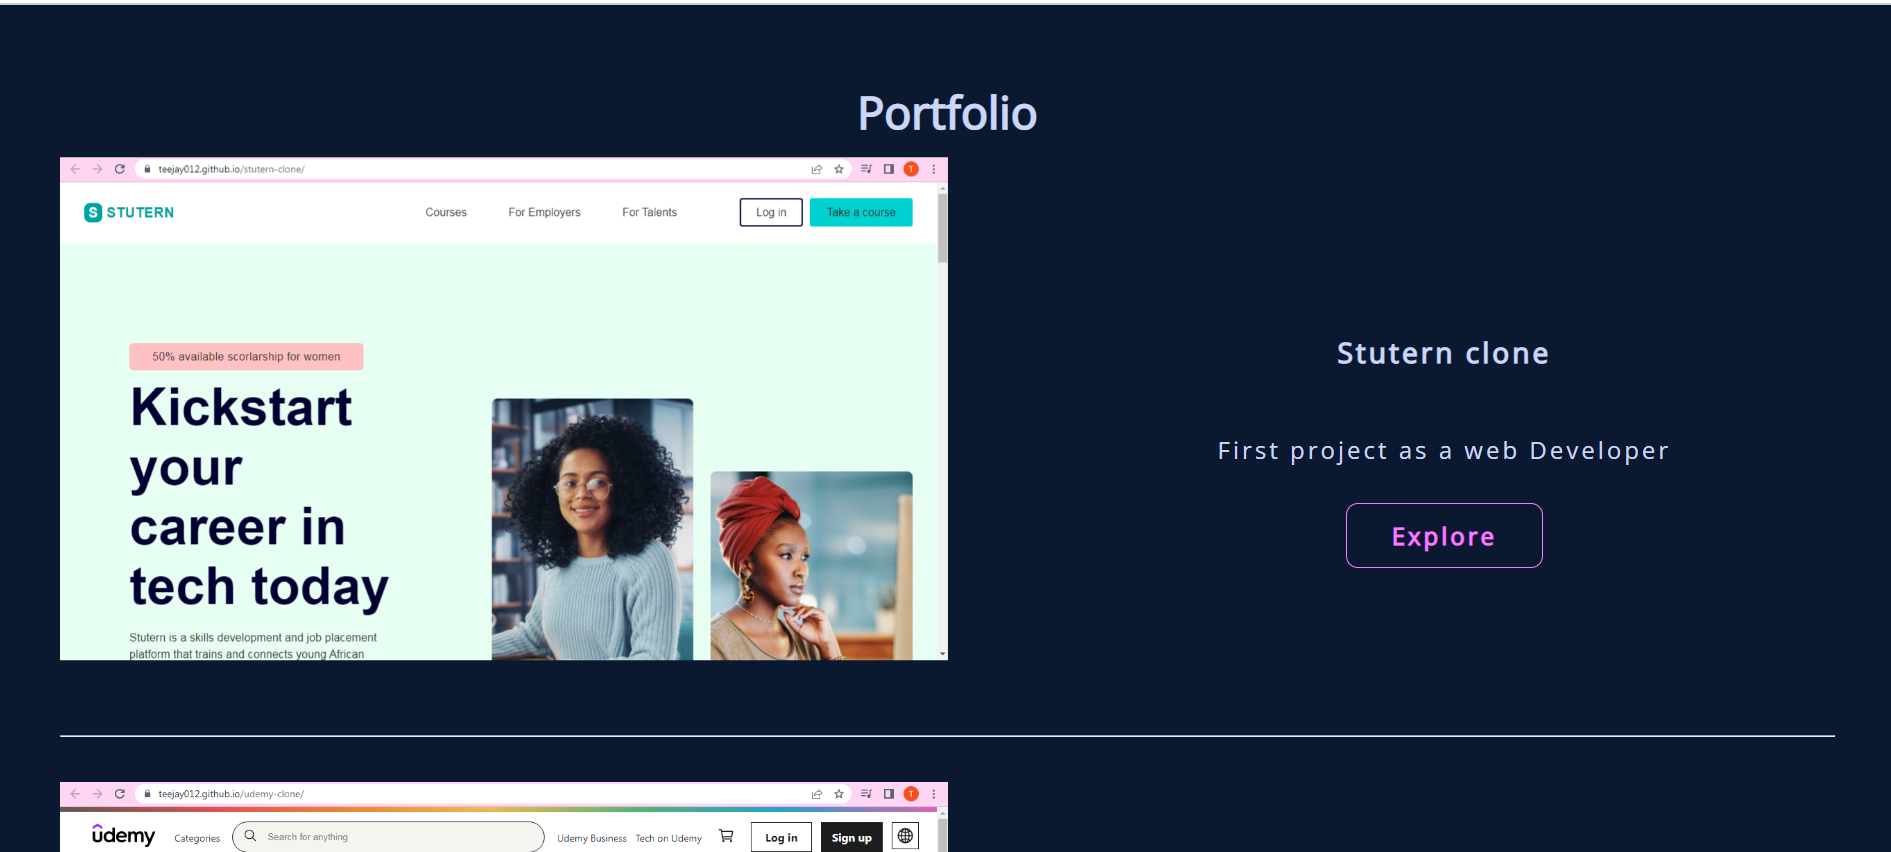 Portfolio
teejay012.github.io/stutern-clone/
T
S STUTERN
Courses For Employers For Talents Log in Take a course
50% available scorlarship for women
Kickstart
your
career in
tech today
Stutern is a skills development and job placement
platform that trains and connects young African
Stutern clone
First project as a web Developer
Explore
teejay012.github.io/udemy-clone/
T
udemy Categories Search for anything Udemy Business Tech on Udemy Log in Sign up